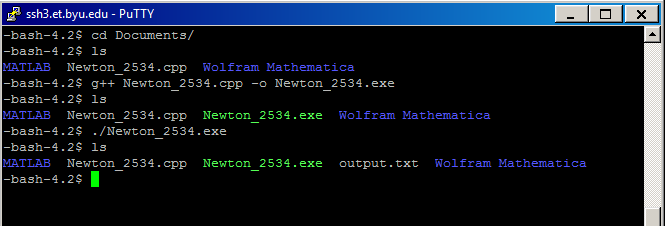 ssh3.et.byu.edu - PuTTY
-bash-4.2$ cd Documents/
-bash-4.2$ ls
MATLAB  Newton_2534.cpp  Wolfram Mathematica
-bash-4.2$ g++ Newton_2534.cpp -o Newton_2534.exe
-bash-4.2$ ls
MATLAB  Newton_2534.cpp  Newton_2534.exe  Wolfram Mathematica
-bash-4.2$ ./Newton_2534.exe
-bash-4.2$ ls
MATLAB  Newton_2534.cpp  Newton_2534.exe  output.txt  Wolfram Mathematica
-bash-4.2$